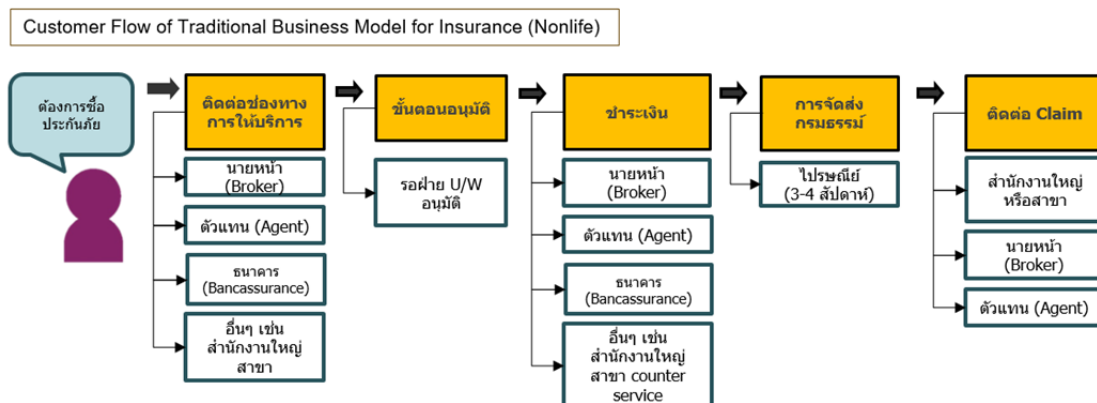 Customer Flow of Traditional Business Model for Insurance (Nonlife)
ต้องการซื้อ
ประกันภัย
ติดต่อช่องทาง
การให้บริการ
นายหน้า
(Broker)
ตัวแทน (Agent)
ธนาคาร
(Bancassurance)
อื่นๆ เช่น
สำนักงานใหญ่
สาขา
ขั้นตอนอนุมัติ
รอฝ่าย U/W
อนุมัติ
ชำระเงิน
นายหน้า
(Broker)
ตัวแทน (Agent)
ธนาคาร
(Bancassurance)
อื่นๆ เช่น
สำนักงานใหญ่
สาขา counter
service
การจัดส่ง
กรมธรรม์
ไปรษณีย์
(3-4 สัปดาห์)
ติดต่อ Claim
สำนักงานใหญ่
หรือสาขา
นายหน้า
(Broker)
ตัวแทน (Agent)